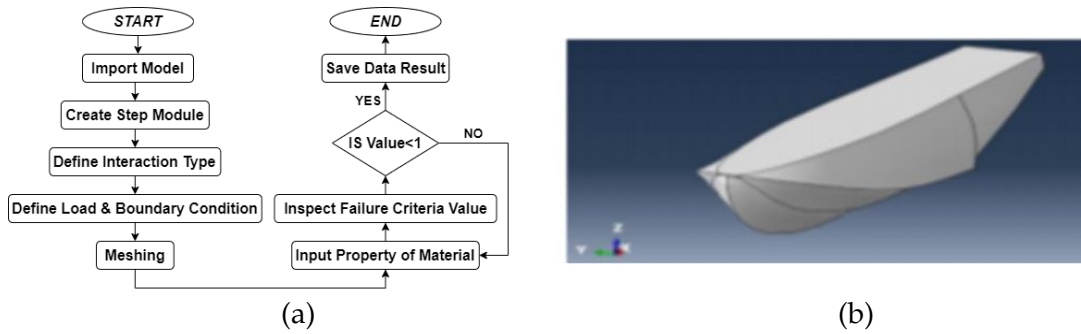 START
Import Model
Create Step Module
Define Interaction Type
Define Load & Boundary Condition
Meshing
END
Save Data Result
YES
IS Value<1
NO
Inspect Failure Criteria Value
Input Property of Material
Z
Y
X
(a)
(b)